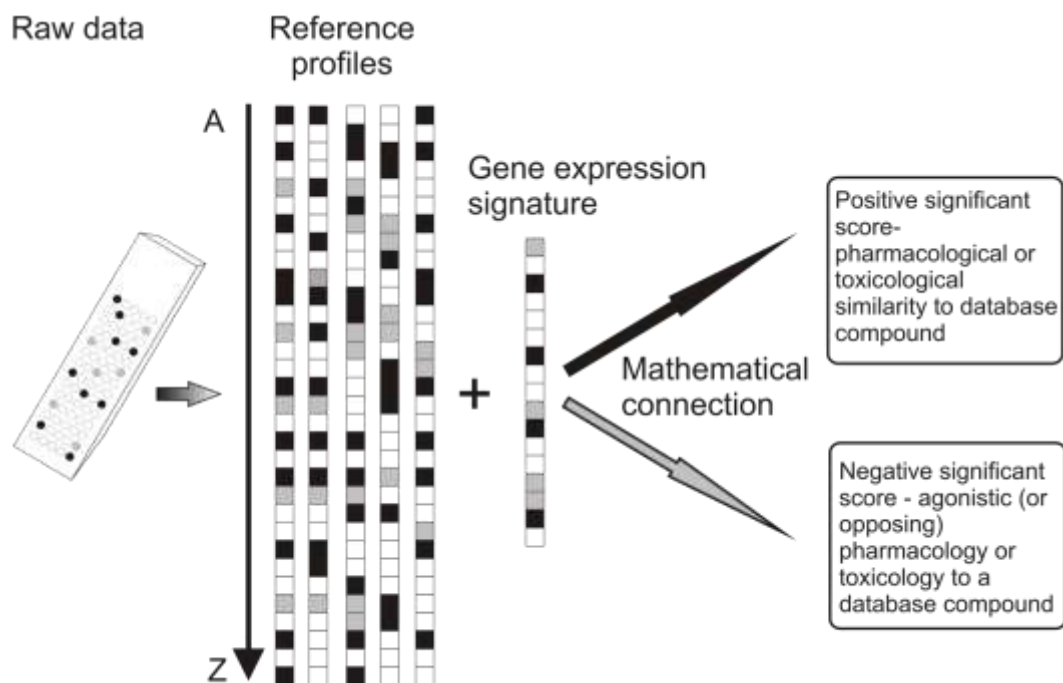 Raw data
Reference
profiles
A
Z
Gene expression
signature
+
Mathematical
connection
Positive significant
score-
pharmacological or
toxicological
similarity to database
compound
Negative significant
score - agonistic (or
opposing)
pharmacology or
toxicology to a
database compound